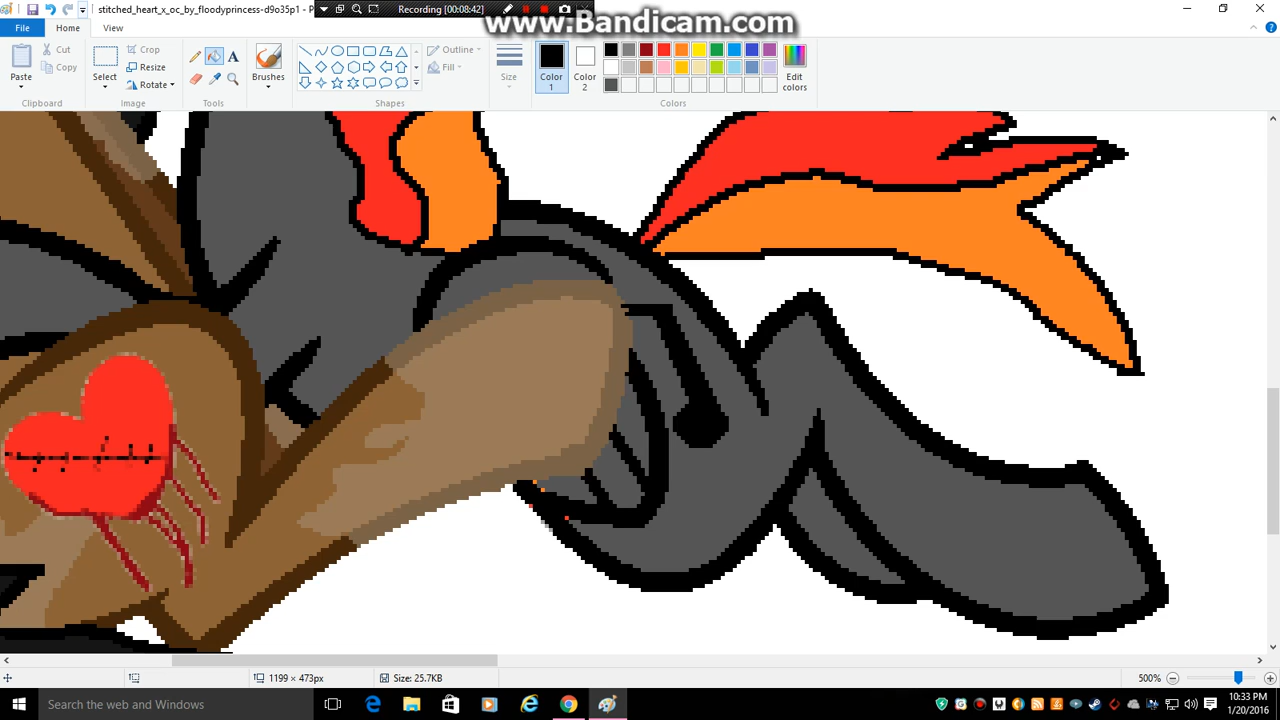 stitched_heart_x_oc_by_floodyprincess-d9o35p1 - P
Recording [00:08:42]
www.Bandicam.com
File
Home
View
Paste
Cut
Copy
Clipboard
Select
Crop
Resize
Rotate
Image
A
Tools
Brushes
Outline
Fill
Shapes
Size
Color
1
Color
2
Edit
colors
Colors
1199 × 473px
Size: 25.7KB
500%
Search the web and Windows
10:33 PM
1/20/2016